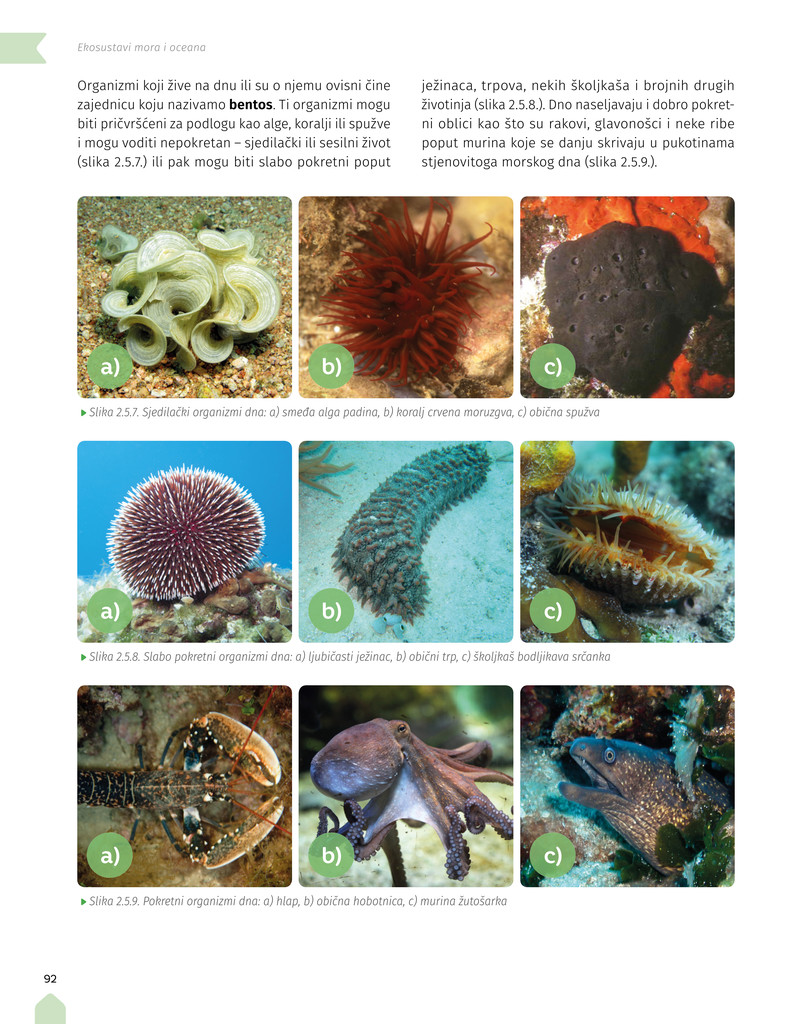 Ekosustavi mora i oceana
Organizmi koji žive na dnu ili su o njemu ovisni čine
zajednicu koju nazivamo bentos. Ti organizmi mogu
biti pričvršćeni za podlogu kao alge, koralji ili spužve
i mogu voditi nepokretan – sjedilački ili sesilni život
(slika 2.5.7.) ili pak mogu biti slabo pokretni poput
ježinaca, trpova, nekih školjkaša i brojnih drugih
životinja (slika 2.5.8.). Dno naseljavaju i dobro pokret-
ni oblici kao što su rakovi, glavonošci i neke ribe
poput murina koje se danju skrivaju u pukotinama
stjenovitoga morskog dna (slika 2.5.9.).
a)
b)
c)
Slika 2.5.7. Sjedilački organizmi dna: a) smeđa alga padina, b) koralj crvena moruzgva, c) obična spužva
a)
b)
c)
Slika 2.5.8. Slabo pokretni organizmi dna: a) ljubičasti ježinac, b) obični trp, c) školjkaš bodljikava srčanka
a)
b)
c)
Slika 2.5.9. Pokretni organizmi dna: a) hlap, b) obična hobotnica, c) murina žutošarka
92